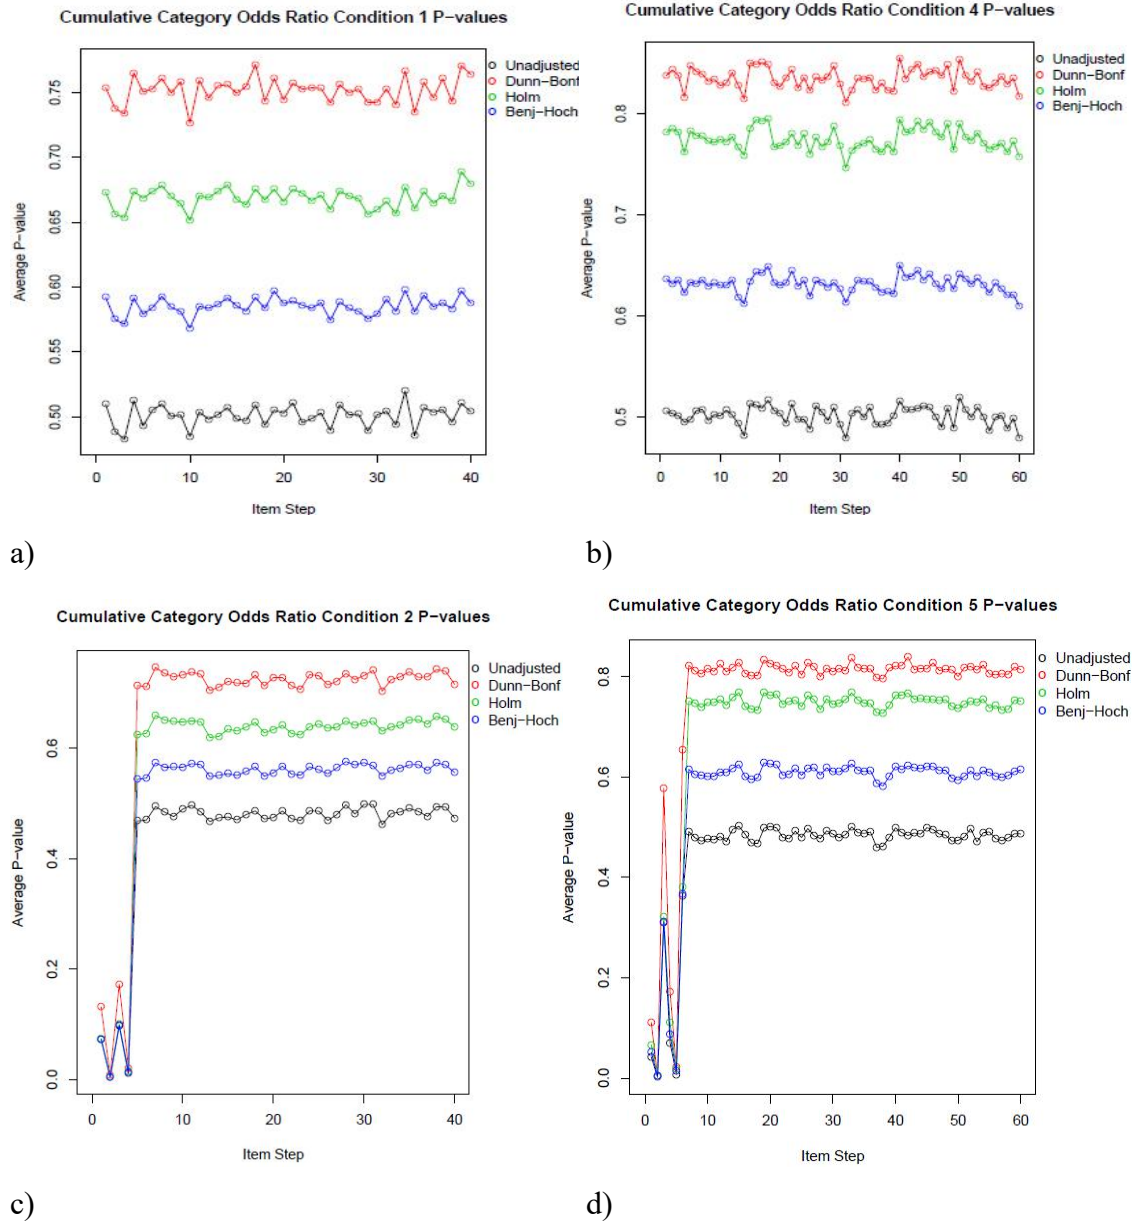 Cumulative Category Odds Ratio Condition 1 P-values
Unadjusted
Dunn-Bonf
Holm
Benj-Hoch
0.75
0.70
0.65
0.60
0.55
0.50
Average P-value
0 10 20 30 40
Item Step
a)
Cumulative Category Odds Ratio Condition 4 P-values
Unadjusted
Dunn-Bonf
Holm
Benj-Hoch
0.8
0.7
0.6
0.5
Average P-value
0 10 20 30 40 50 60
Item Step
b)
Cumulative Category Odds Ratio Condition 2 P-values
Unadjusted
Dunn-Bonf
Holm
Benj-Hoch
0.6
0.4
0.2
0.0
Average P-value
0 10 20 30 40
Item Step
c)
Cumulative Category Odds Ratio Condition 5 P-values
Unadjusted
Dunn-Bonf
Holm
Benj-Hoch
0.8
0.6
0.4
0.2
0.0
Average P-value
0 10 20 30 40 50 60
Item Step
d)